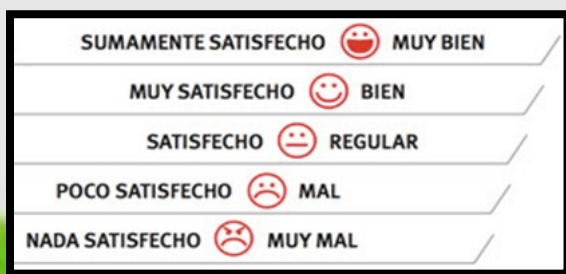 SUMAMENTE SATISFECHO MUY BIEN
MUY SATISFECHO BIEN
SATISFECHO REGULAR
POCO SATISFECHO MAL
NADA SATISFECHO MUY MAL